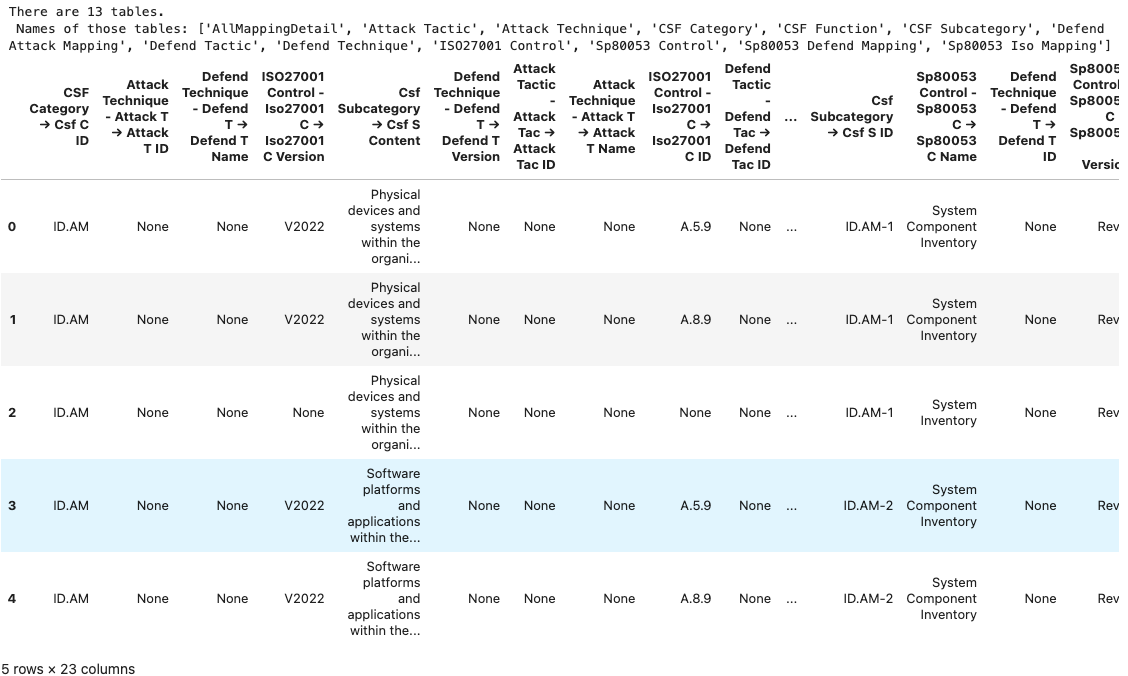 There are 13 tables.
Names of those tables: ['AllMappingDetail', 'Attack Tactic', 'Attack Technique', 'CSF Category', 'CSF Function', 'CSF Subcategory', 'Defend
Attack Mapping', 'Defend Tactic', 'Defend Technique', 'ISO27001 Control', 'Sp80053 Control', 'Sp80053 Defend Mapping', 'Sp80053 Iso Mapping']
CSF
Category
→ Csf C
ID
Attack
Technique
- Attack T
→ Attack
T ID
Defend
Technique
- Defend
T →
Defend T
Name
ISO27001
Control -
Iso27001
C →
Iso27001
C Version
Csf
Subcategory
→ Csf S
Content
Defend
Technique
- Defend
T →
Defend T
Version
Attack
Tactic
-
Attack
Tac →
Attack
Tac ID
Attack
Technique
- Attack T
→ Attack
T Name
ISO27001
Control -
Iso27001
C →
Iso27001
C ID
Defend
Tactic
-
Defend
Tac →
Defend
Tac ID
...
Csf
Subcategory
→ Csf S ID
Sp80053
Control -
Sp80053
C →
Sp80053
C Name
Defend
Technique
- Defend
T →
Defend T
ID
Sp8005
Control
Sp8005
C
Sp8005
Versio
0 ID.AM None None V2022
Physical
devices and
systems
within the
organi...
None None None A.5.9 None ... ID.AM-1
System
Component
Inventory
None Rev
1 ID.AM None None V2022
Physical
devices and
systems
within the
organi...
None None None A.8.9 None ... ID.AM-1
System
Component
Inventory
None Rev
2 ID.AM None None None
Physical
devices and
systems
within the
organi...
None None None None None ... ID.AM-1
System
Inventory
None Rev
3 ID.AM None None V2022
Software
platforms
and
applications
within the...
None None None A.5.9 None ... ID.AM-2
System
Component
Inventory
None Rev
4 ID.AM None None V2022
Software
platforms
and
applications
within the...
None None None A.8.9 None ... ID.AM-2
System
Component
Inventory
None Rev
5 rows × 23 columns